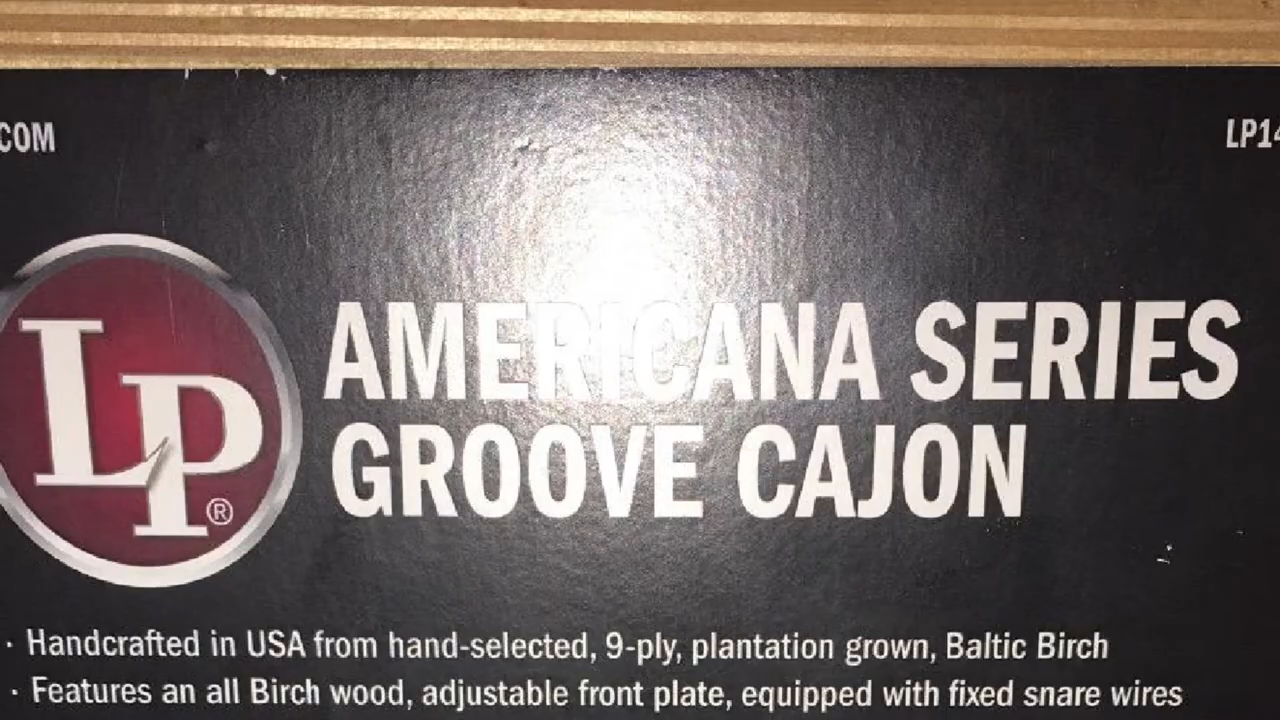 COM
LP14
LP®
AMERICANA SERIES
GROOVE CAJON
· Handcrafted in USA from hand-selected, 9-ply, plantation grown, Baltic Birch
· Features an all Birch wood, adjustable front plate, equipped with fixed snare wires